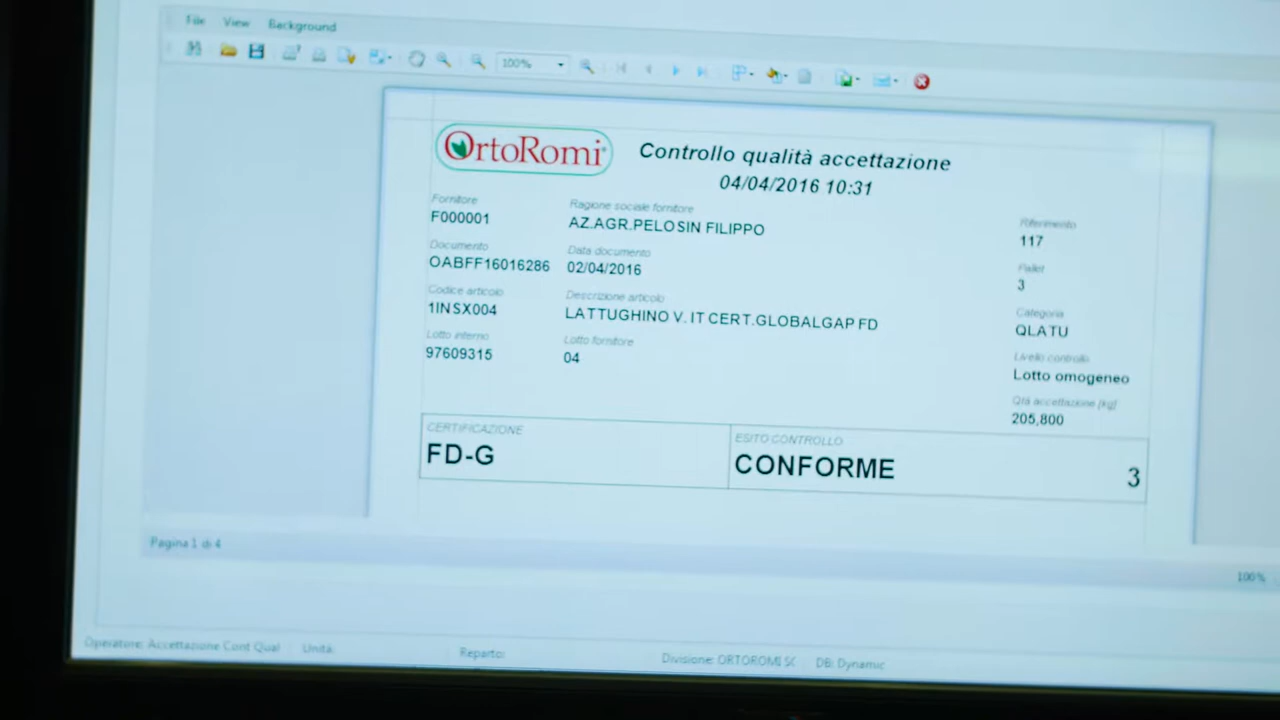 File View Background
100%
OrtoRomi
Controllo qualità accettazione
04/04/2016 10:31
Fornitore Ragione sociale fornitore Riferimento
F000001 AZ.AGR.PELOSIN FILIPPO 117
Documento Data documento Pallet
OABFF16016286 02/04/2016 3
Codice articolo Descrizione articolo Categoria
1INSX004 LATTUGHINO V. IT CERT.GLOBALGAP FD QLATU
Lotto interno Lotto fornitore Livello controllo
97609315 04 Lotto omogeneo
Qtà accettazione [kg]
205,800
CERTIFICAZIONE ESITO CONTROLLO
FD-G CONFORME 3
Pagina 1 di 4
100%
Operatore: Accettazione Cont Qual Unità: Reparto: Divisione: ORTOROMI SC DB: Dynamic